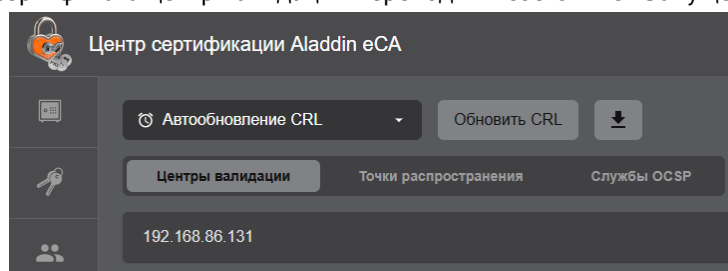 Центр сертификации Aladdin eCA
Автообновление CRL Обновить CRL
Центры валидации Точки распространения Службы OCSP
192.168.86.131